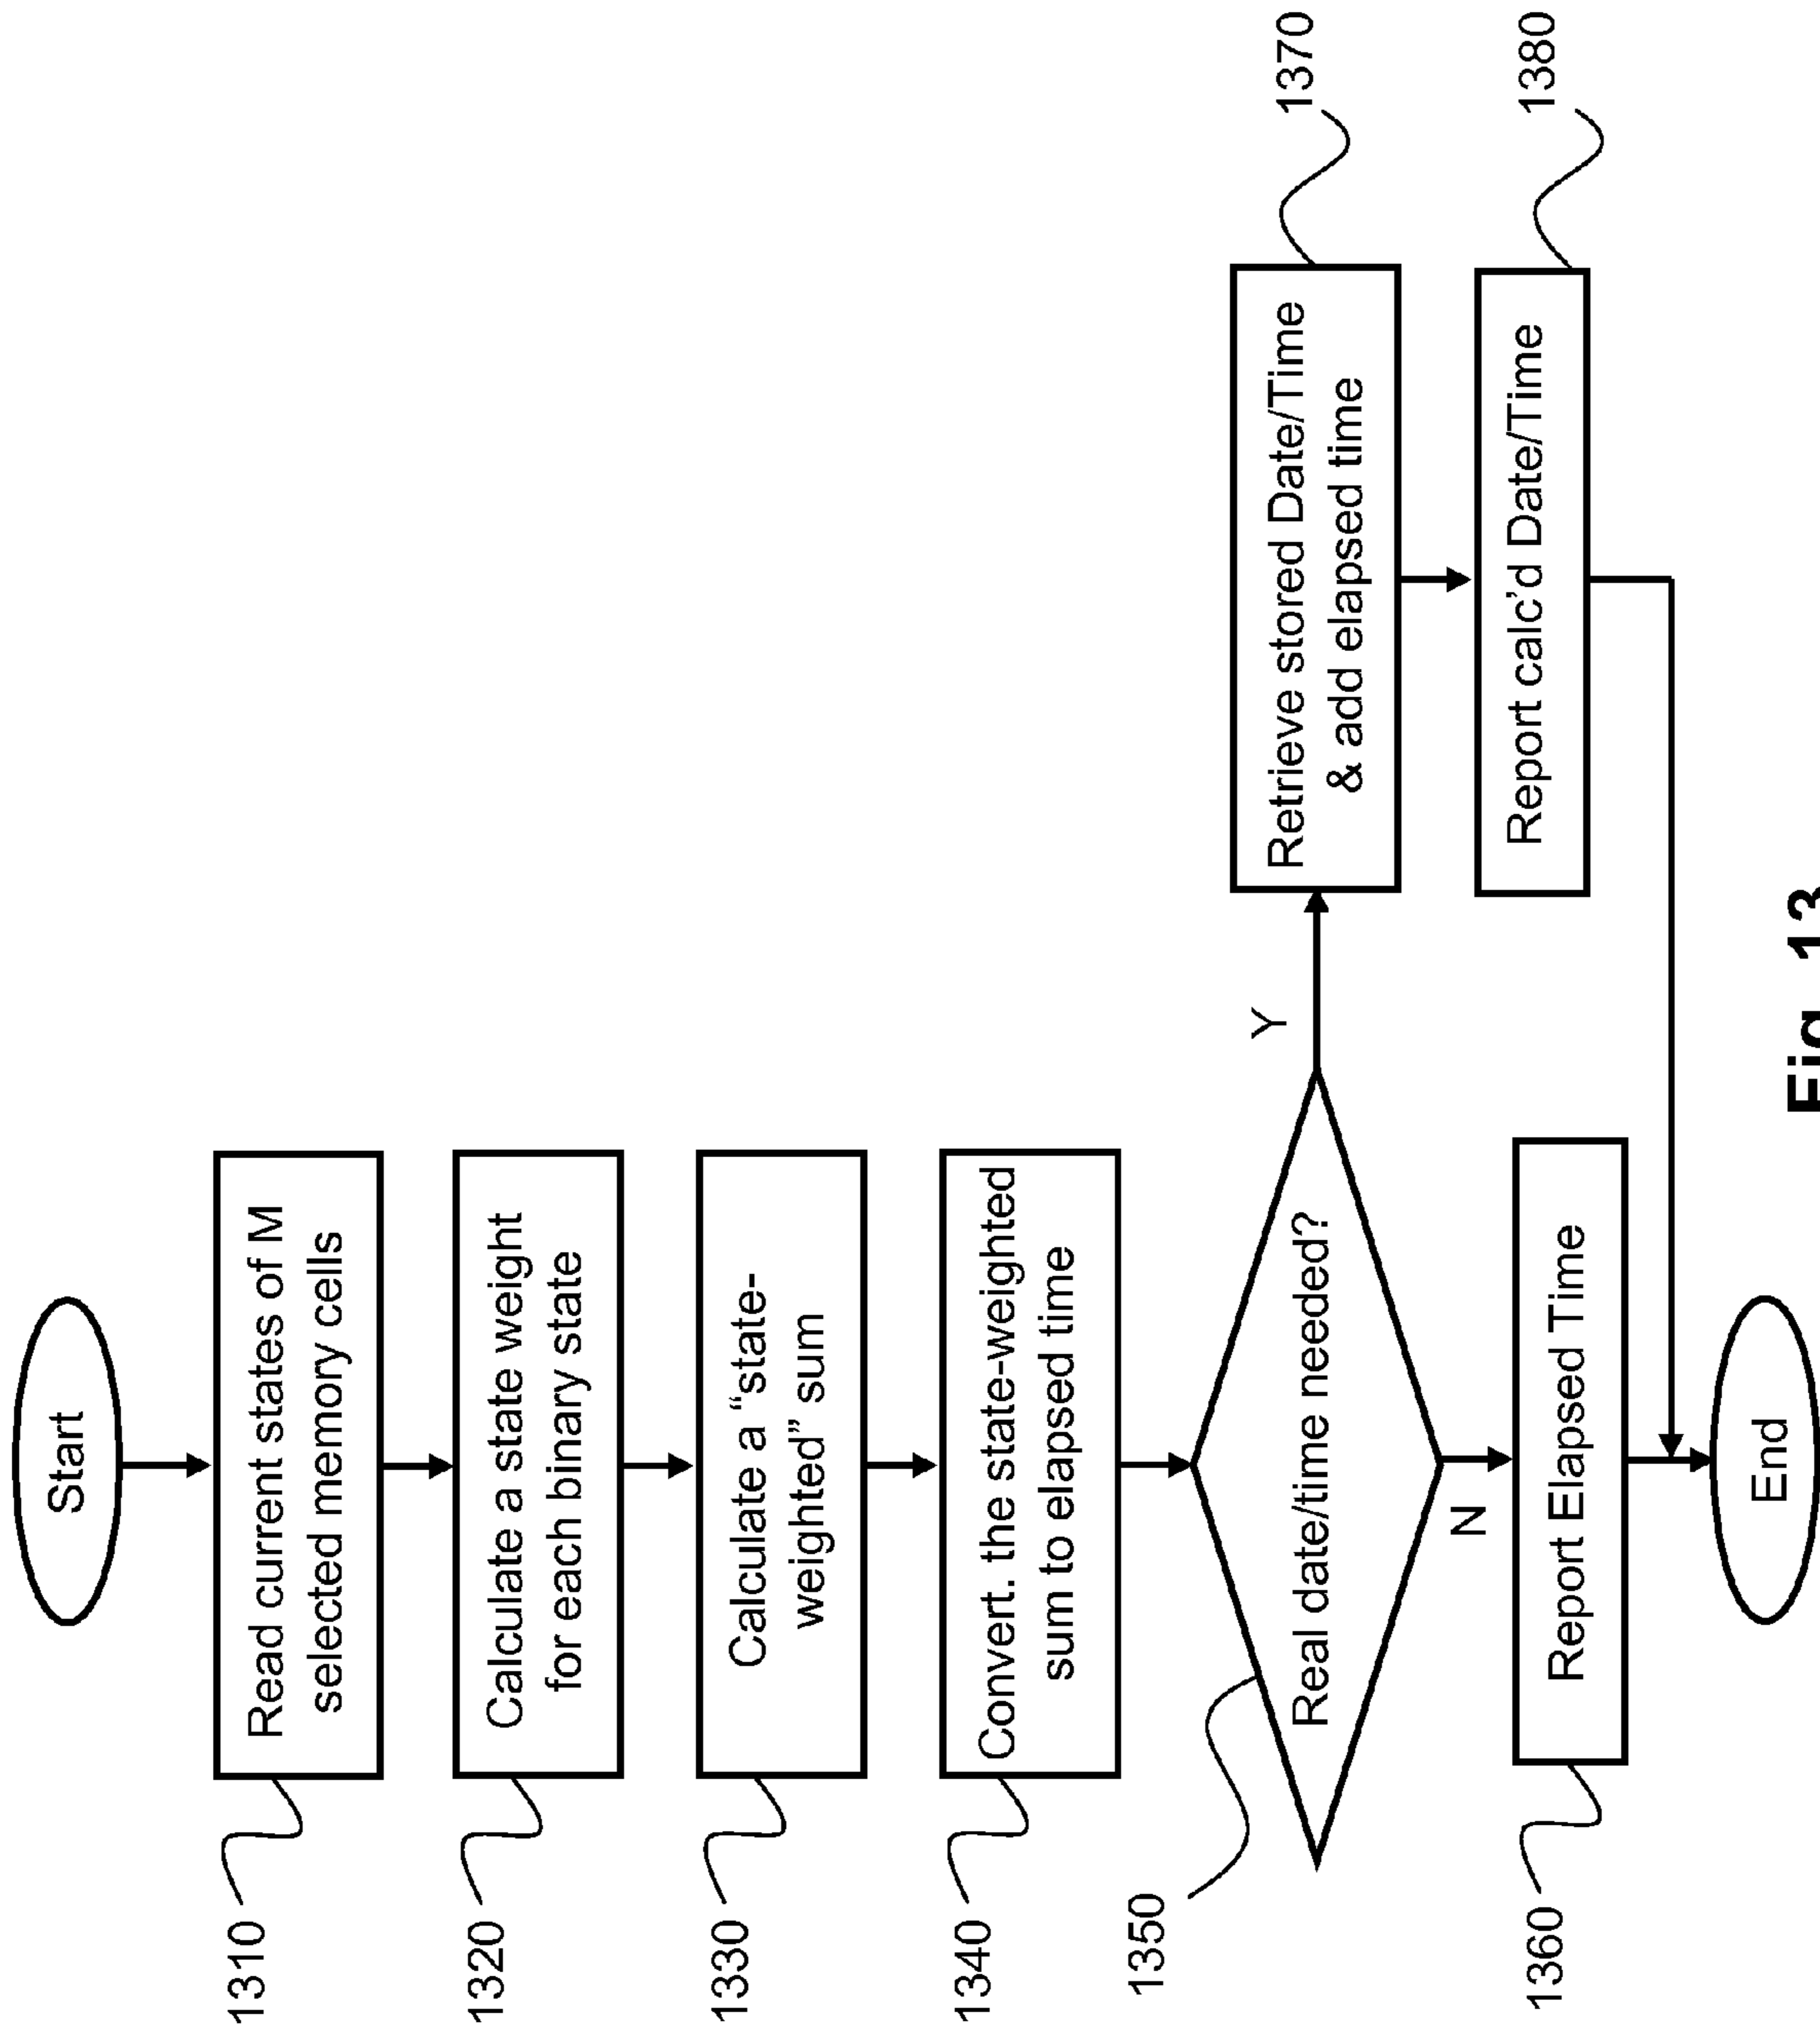 Start
1310
Read current states of M
selected memory cells
1320
Calculate a state weight
for each binary state
1330
Calculate a “state-
weighted” sum
1340
Convert. the state-weighted
sum to elapsed time
1350
Real date/time needed?
Y
N
1370
Retrieve stored Date/Time
& add elapsed time
1380
Report calc’d Date/Time
1360
Report Elapsed Time
End
Fig. 13